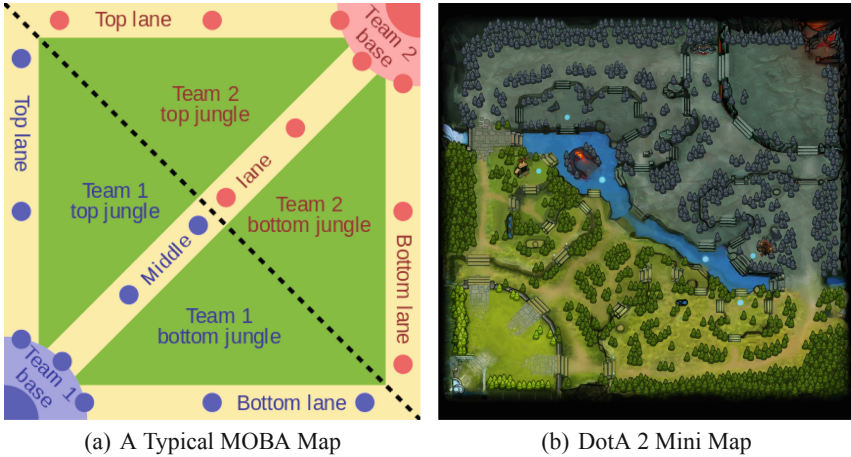 Top lane
Team 2
base
Team 2
top jungle
Top lane
lane
Team 1
top jungle
Team 2
bottom jungle
Middle
Bottom lane
Team 1
bottom jungle
Team 1
base
Bottom lane
(a) A Typical MOBA Map
(b) DotA 2 Mini Map